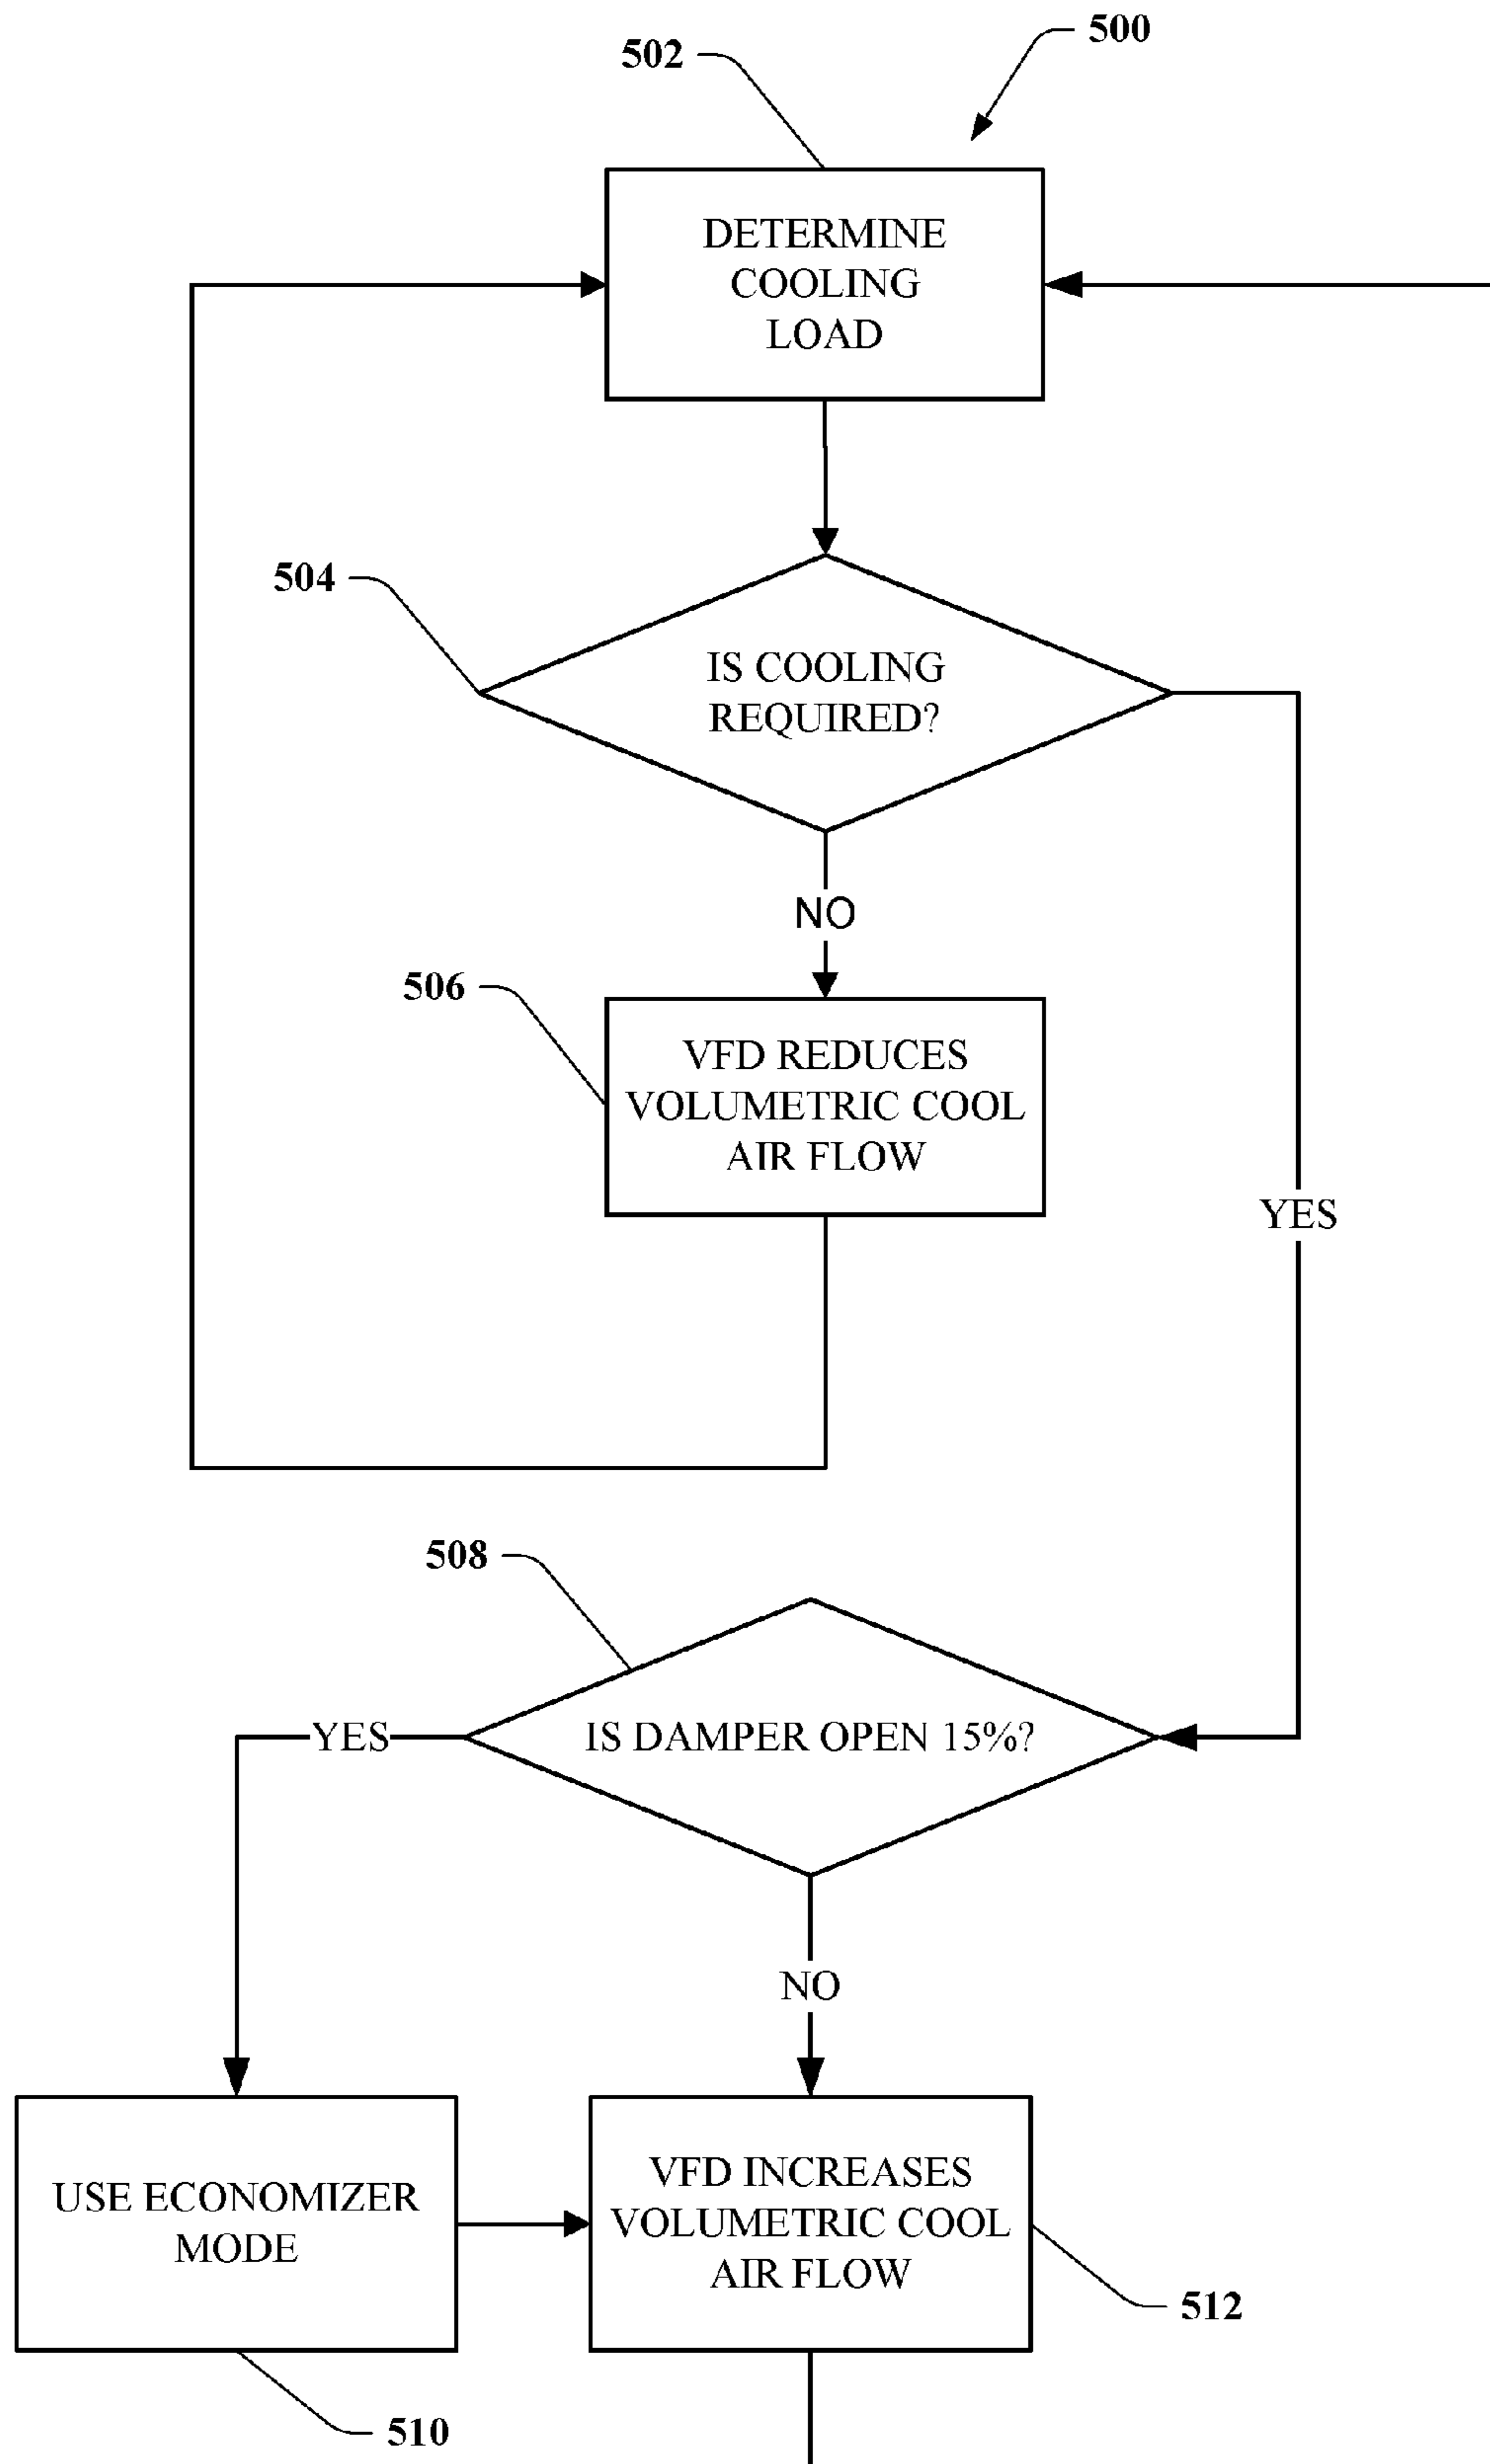 500
502
DETERMINE
COOLING
LOAD
504
IS COOLING
REQUIRED?
NO
506
VFD REDUCES
VOLUMETRIC COOL
AIR FLOW
YES
508
YES
IS DAMPER OPEN 15%?
NO
USE ECONOMIZER
MODE
VFD INCREASES
VOLUMETRIC COOL
AIR FLOW
512
510